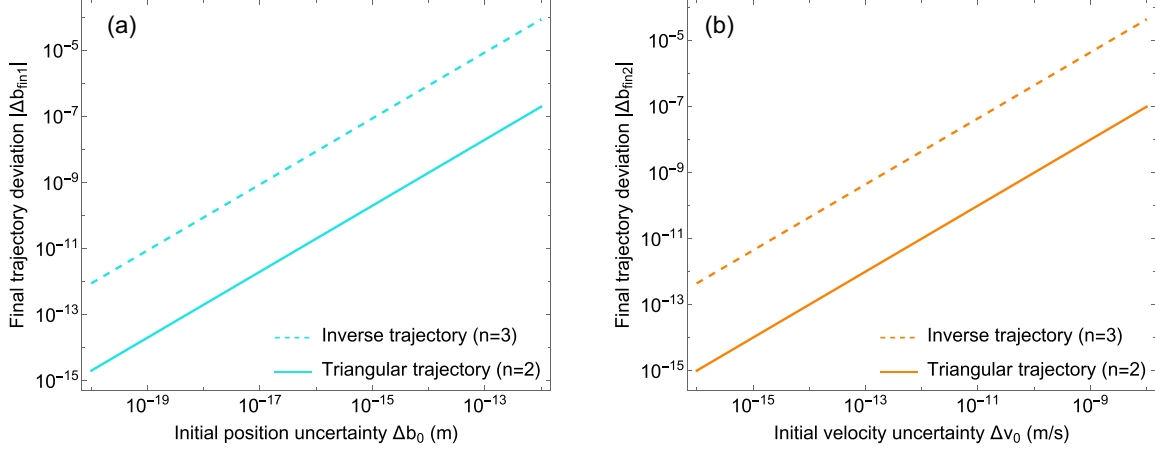 (a)
Final trajectory deviation |Δb_fin1|
10^-5
10^-7
10^-9
10^-11
10^-13
10^-15
Inverse trajectory (n=3)
Triangular trajectory (n=2)
10^-19
10^-17
10^-15
10^-13
Initial position uncertainty Δb_0 (m)
(b)
Final trajectory deviation |Δb_fin2|
10^-5
10^-7
10^-9
10^-11
10^-13
10^-15
Inverse trajectory (n=3)
Triangular trajectory (n=2)
10^-15
10^-13
10^-11
10^-9
Initial velocity uncertainty Δv_0 (m/s)